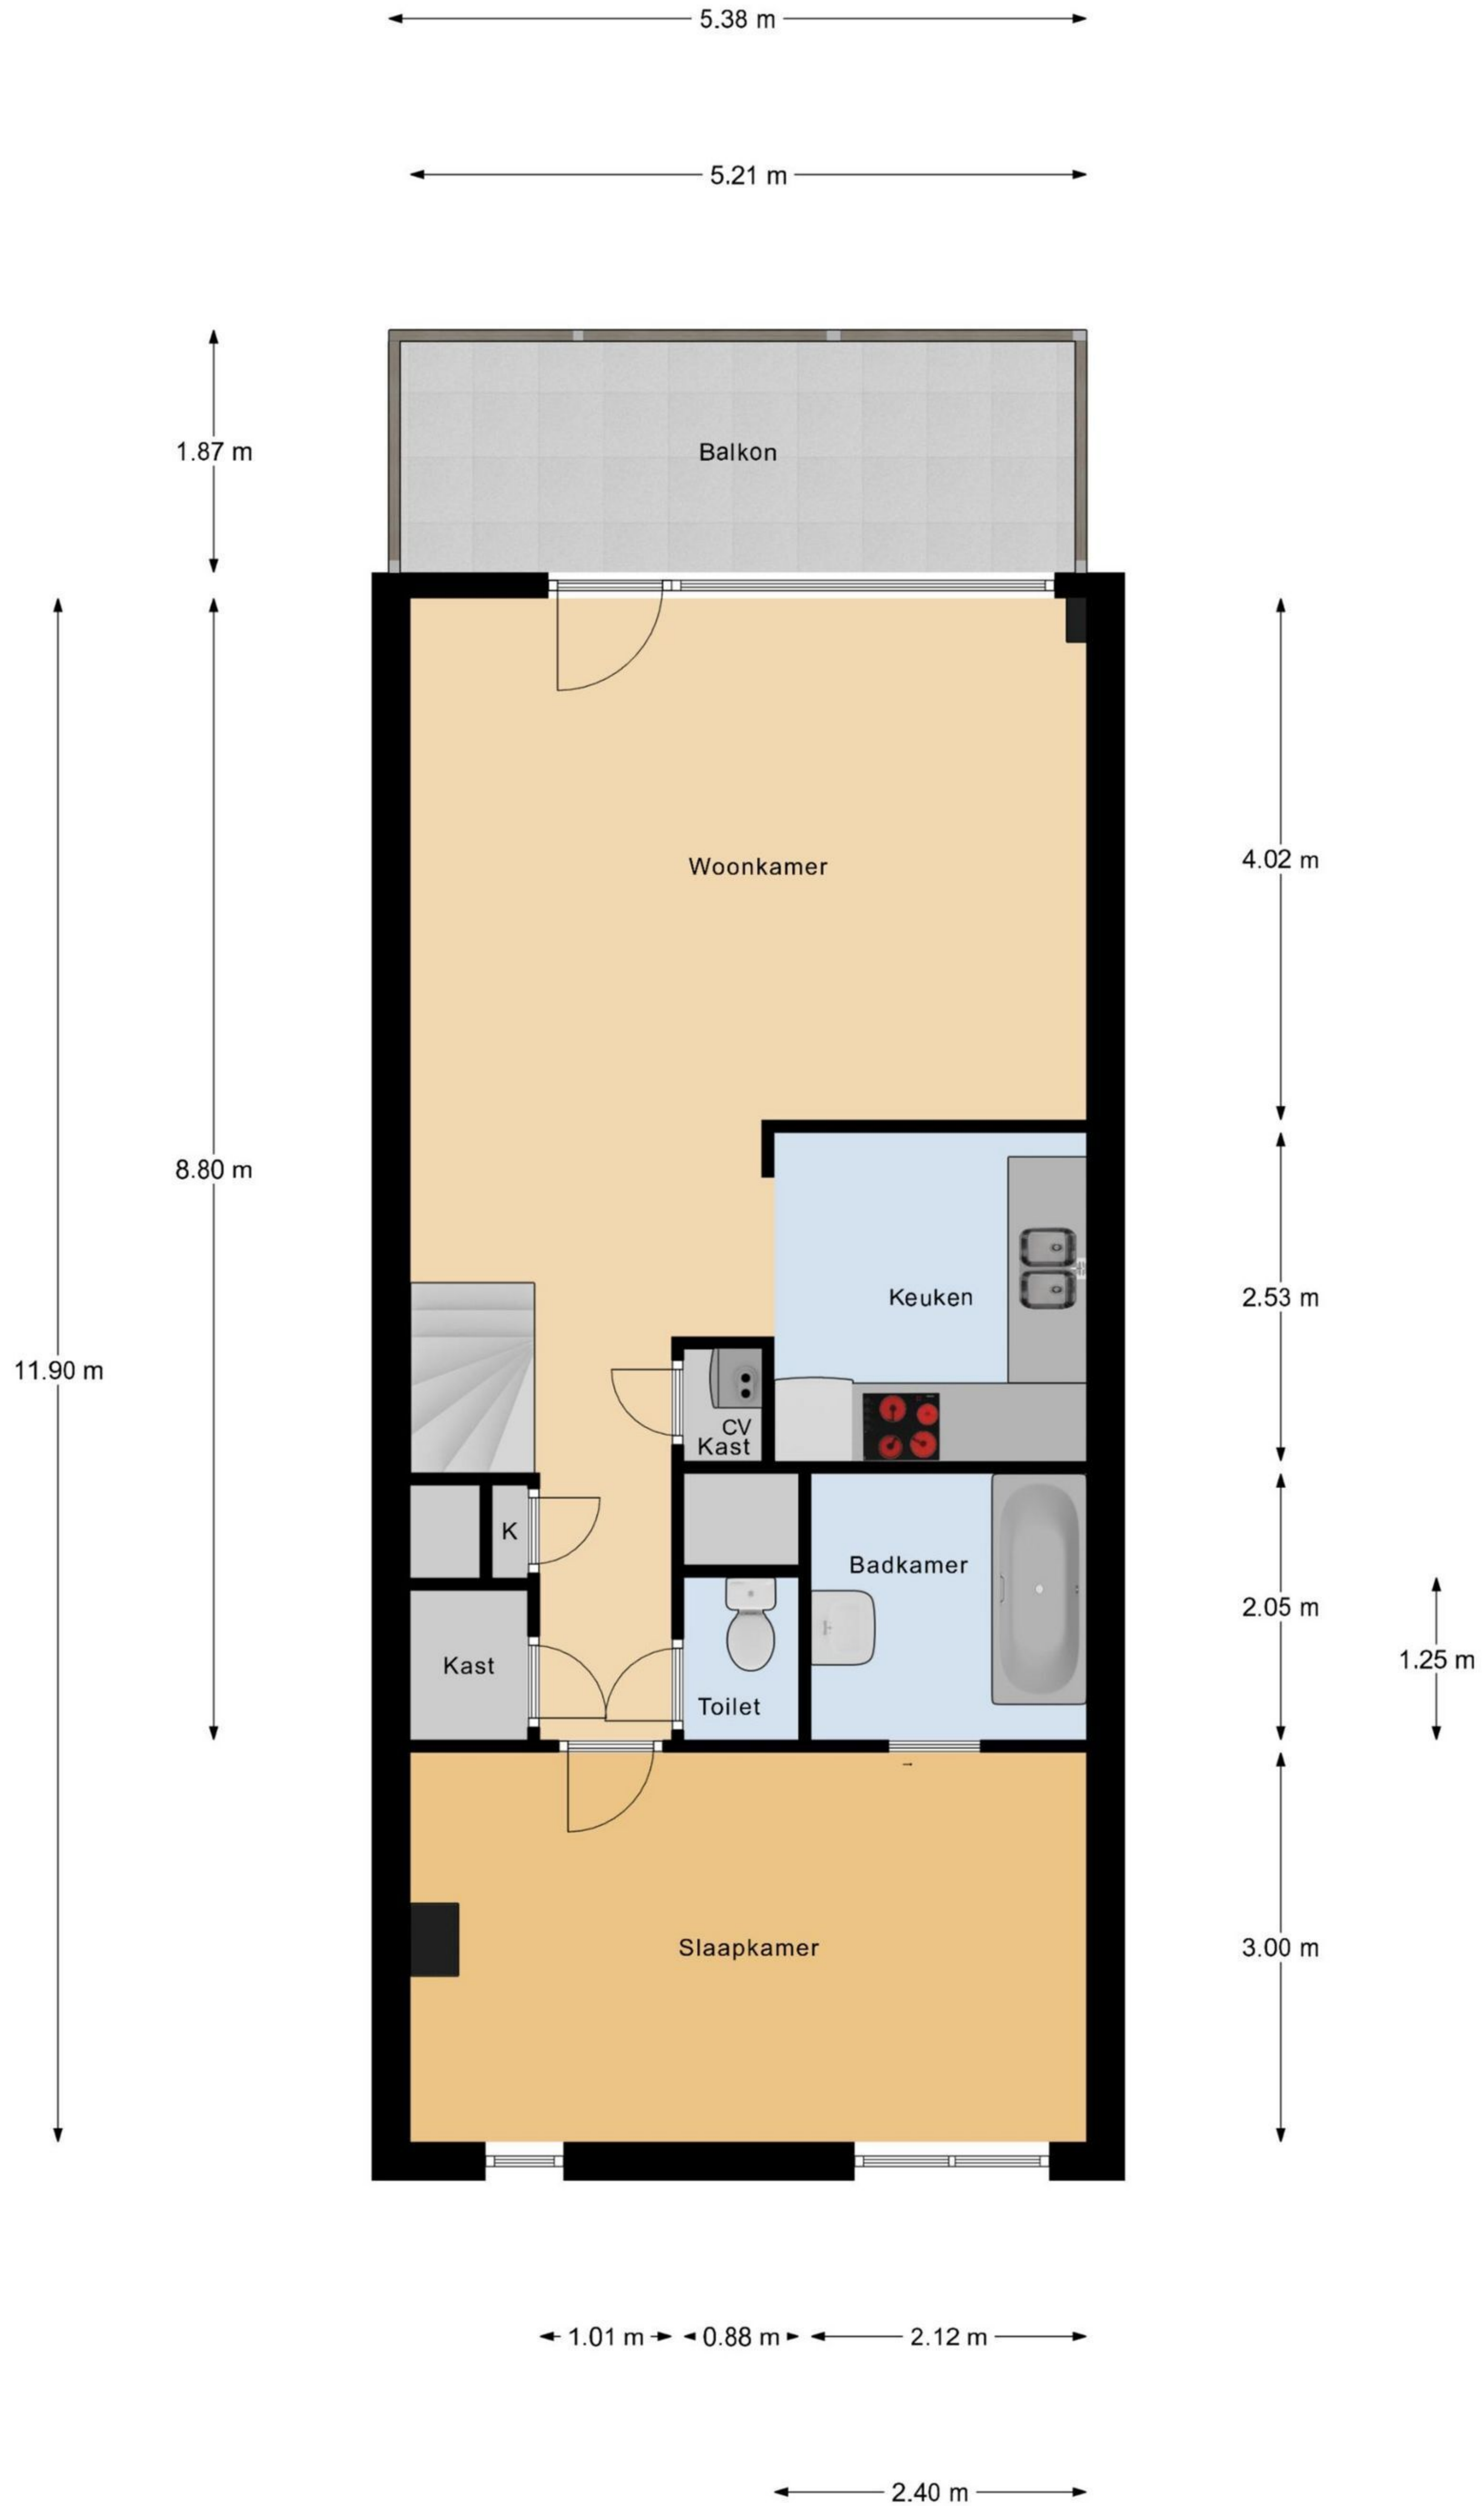 5.38 m
5.21 m
Balkon
1.87 m
Woonkamer
4.02 m
8.80 m
Keuken
2.53 m
11.90 m
CV
Kast
K
Badkamer
2.05 m
1.25 m
Kast
Toilet
Slaapkamer
3.00 m
1.01 m
0.88 m
2.12 m
2.40 m